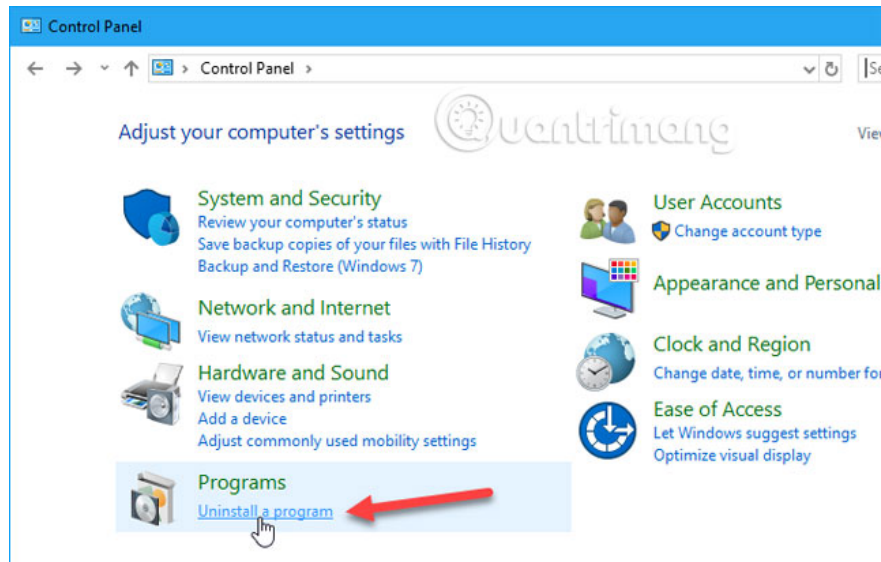 Control Panel
Control Panel
Adjust your computer's settings
Quantrimang
System and Security
Review your computer's status
Save backup copies of your files with File History
Backup and Restore (Windows 7)
Network and Internet
View network status and tasks
Hardware and Sound
View devices and printers
Add a device
Adjust commonly used mobility settings
Programs
Uninstall a program
User Accounts
Change account type
Appearance and Personal
Clock and Region
Change date, time, or number for
Ease of Access
Let Windows suggest settings
Optimize visual display